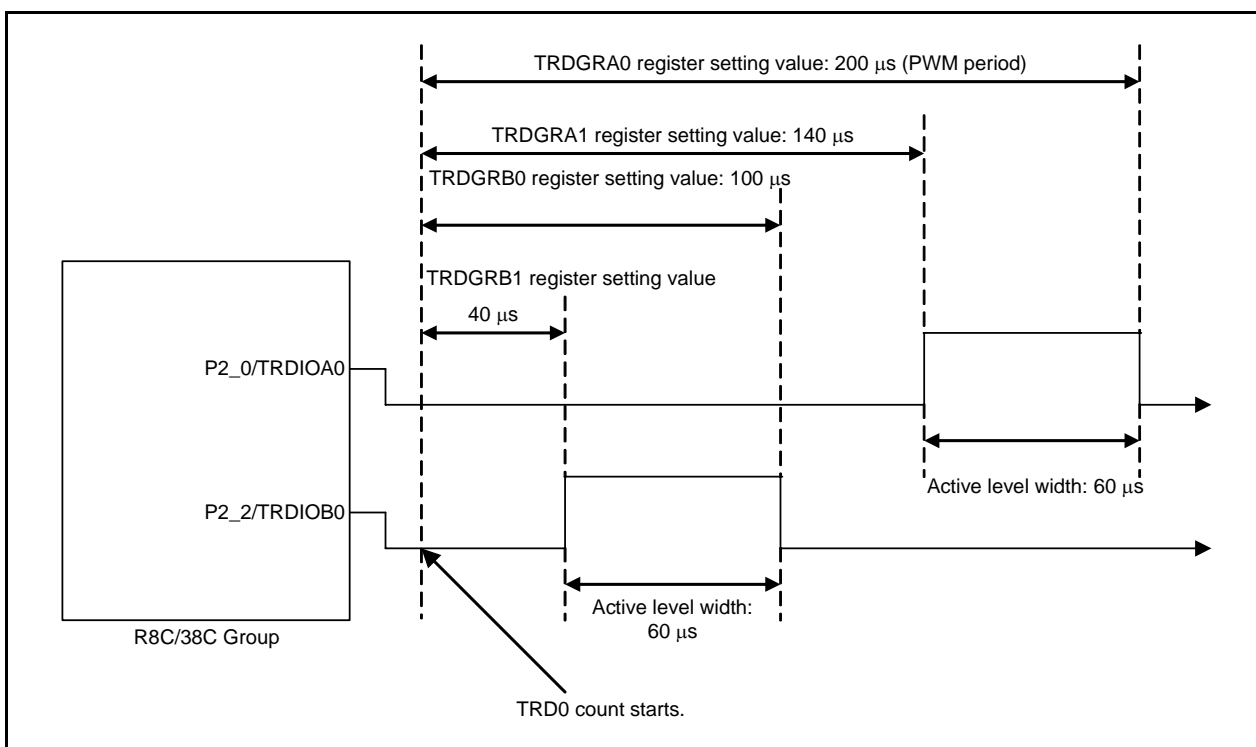 TRDGRA0 register setting value: 200 μs (PWM period)
TRDGRA1 register setting value: 140 μs
TRDGRB0 register setting value: 100 μs
TRDGRB1 register setting value
40 μs
P2_0/TRDIOA0
Active level width: 60 μs
P2_2/TRDIOB0
Active level width:
60 μs
R8C/38C Group
TRD0 count starts.